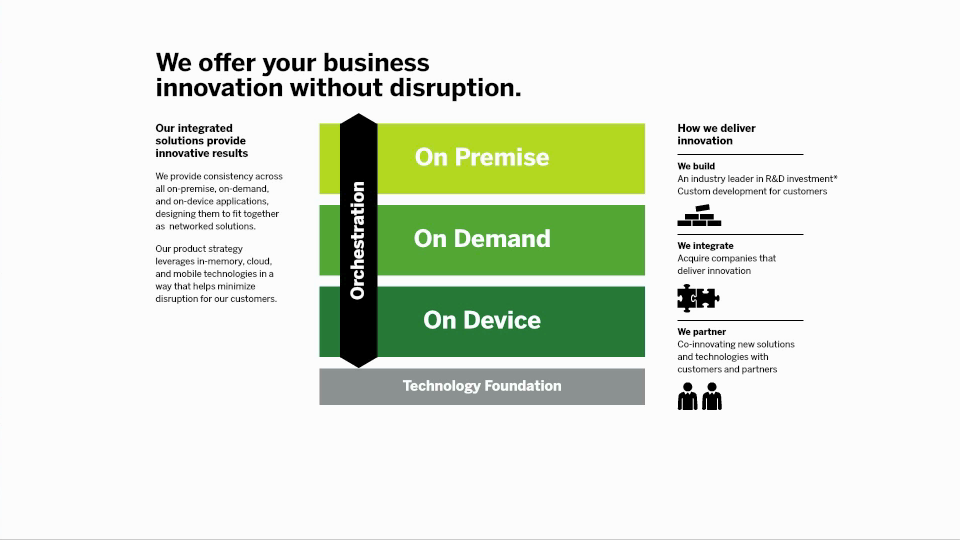 We offer your business
innovation without disruption.
Our integrated
solutions provide
innovative results
We provide consistency across
all on-premise, on-demand,
and on-device applications,
designing them to fit together
as networked solutions.
Our product strategy
leverages in-memory, cloud,
and mobile technologies in a
way that helps minimize
disruption for our customers.
Orchestration
On Premise
On Demand
On Device
Technology Foundation
How we deliver
innovation
We build
An industry leader in R&D investment*
Custom development for customers
We integrate
Acquire companies that
deliver innovation
We partner
Co-innovating new solutions
and technologies with
customers and partners